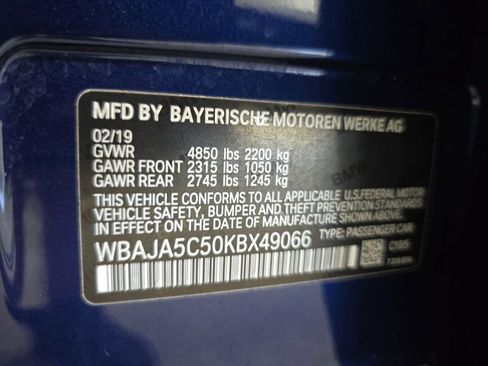 MFD BY BAYERISCHE MOTOREN WERKE AG
02/19
GVWR 4850 lbs 2200 kg
GAWR FRONT 2315 lbs 1050 kg
GAWR REAR 2745 lbs 1245 kg
THIS VEHICLE CONFORMS TO ALL APPLICABLE U.S. FEDERAL MOTOR
VEHICLE SAFETY, BUMPER AND THEFT PREVENTION STANDARDS IN
EFFECT ON THE DATE OF MANUFACTURE SHOWN ABOVE.
WBAJA5C50KBX49066 TYPE: PASSENGER CAR
C10/5